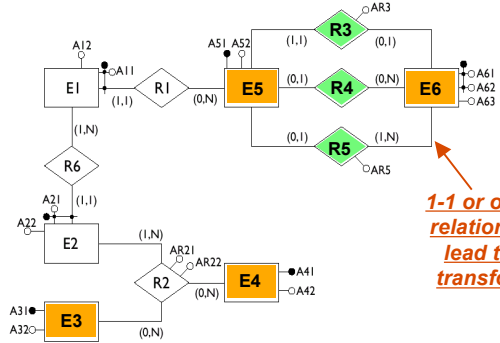 AR3
A12
A51 A52
R3
A11
(1,1) (0,1)
E1 R1 E5 R4 E6
A61
A62
A63
(1,1) (0,N) (0,1) (0,N)
(1,N)
R5
(0,1) (1,N)
R6
AR5
A21
(1,1)
A22
1-1 or o
E2
(1,N)
relation
AR21
AR22
lead t
A41
R2 E4
transfo
A42
(0,N)
A31
E3
A32
(0,N)